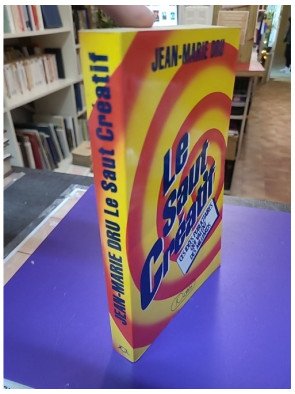 JEAN-MARIE DRU
Le
Saut
Créatif
JEAN-MARIE DRU Le Saut Créatif